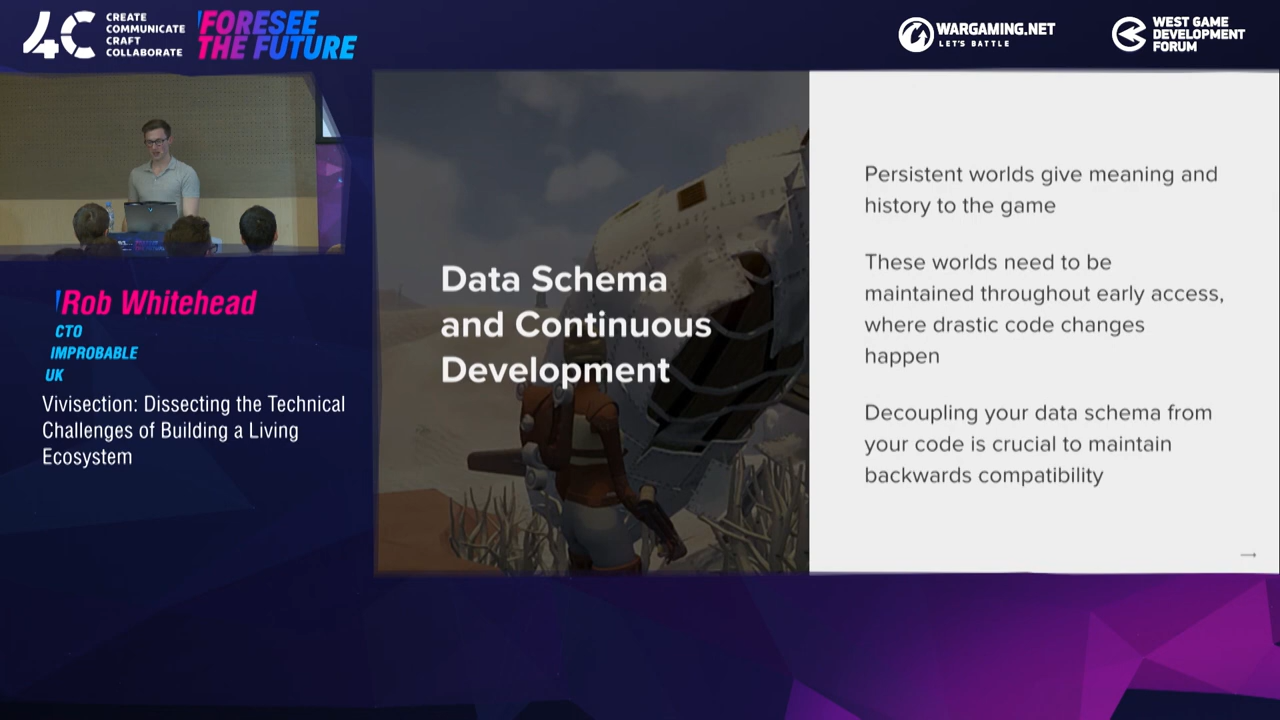 4C
CREATE
COMMUNICATE
CRAFT
COLLABORATE
FORESEE
THE FUTURE
WARGAMING.NET
LET'S BATTLE
WEST GAME
DEVELOPMENT
FORUM
Rob Whitehead
CTO
IMPROBABLE
UK
Vivisection: Dissecting the Technical
Challenges of Building a Living
Ecosystem
Data Schema
and Continuous
Development
Persistent worlds give meaning and
history to the game
These worlds need to be
maintained throughout early access,
where drastic code changes
happen
Decoupling your data schema from
your code is crucial to maintain
backwards compatibility